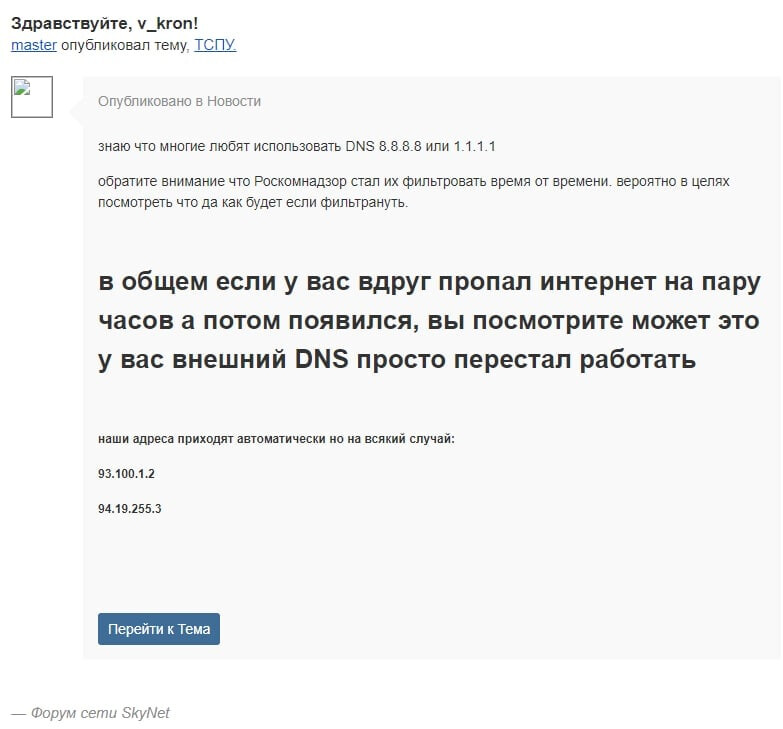 Здравствуйте, v_kron!
master опубликовал тему, ТСПУ.
Опубликовано в Новости
знаю что многие любят использовать DNS 8.8.8.8 или 1.1.1.1
обратите внимание что Роскомнадзор стал их фильтровать время от времени. вероятно в целях
посмотреть что да как будет если фильтрануть.
в общем если у вас вдруг пропал интернет на пару
часов а потом появился, вы посмотрите может это
у вас внешний DNS просто перестал работать
наши адреса приходят автоматически но на всякий случай:
93.100.1.2
94.19.255.3
Перейти к Тема
— Форум сети SkyNet